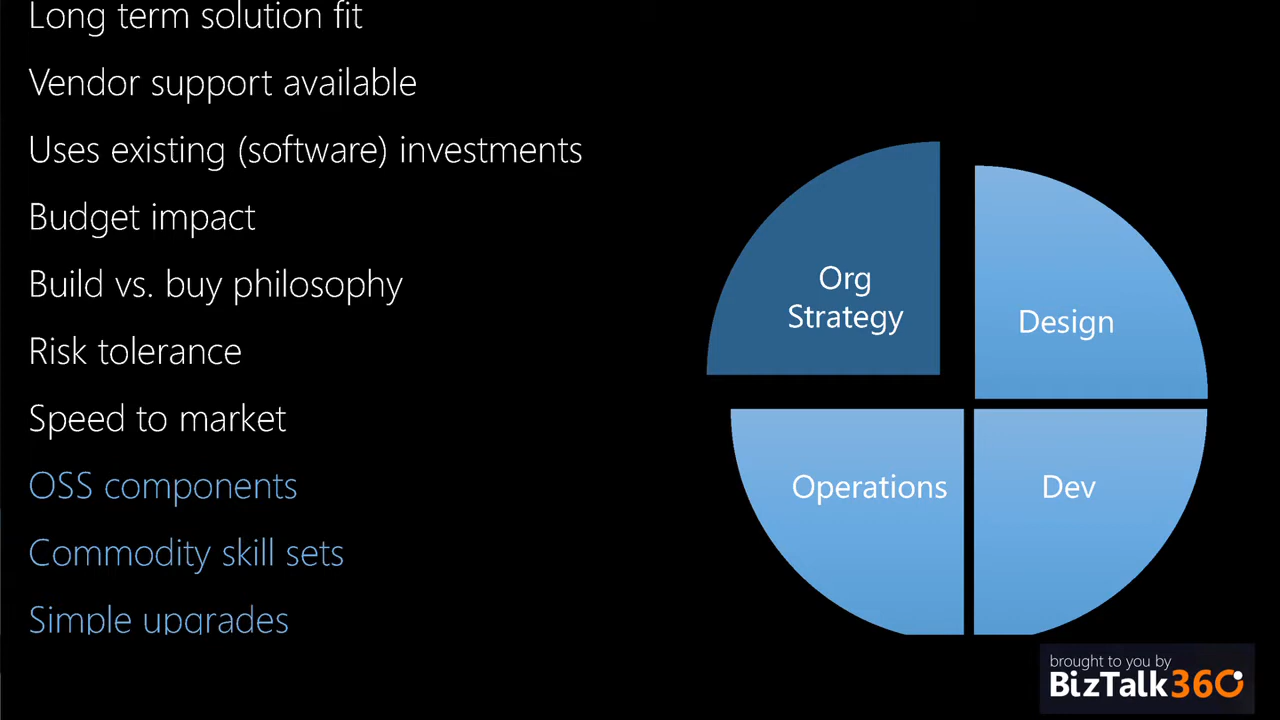 Long term solution fit
Vendor support available
Uses existing (software) investments
Budget impact
Build vs. buy philosophy
Risk tolerance
Speed to market
OSS components
Commodity skill sets
Simple upgrades
Org
Strategy
Design
Operations
Dev
brought to you by
BizTalk360